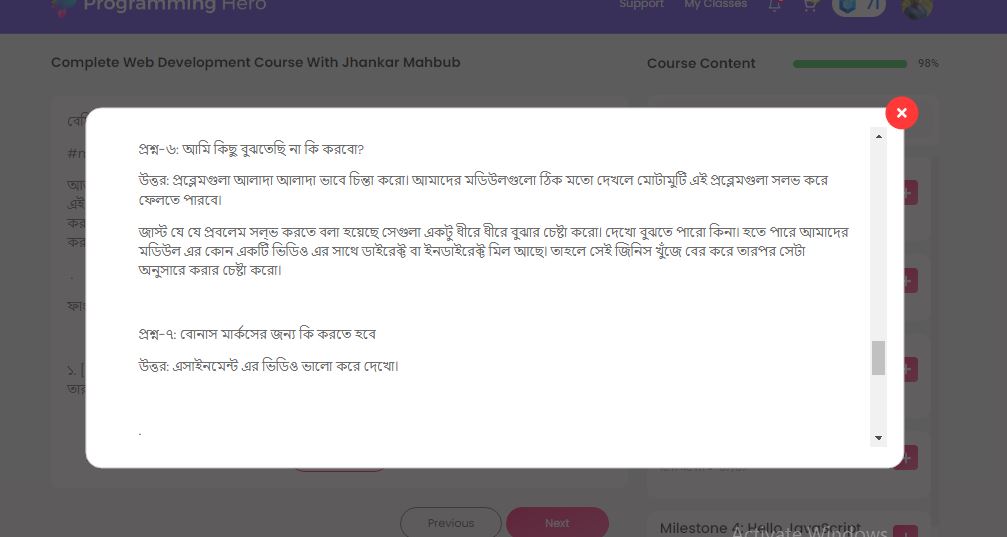 Programming Hero
Support
My Classes
71
Complete Web Development Course With Jhankar Mahbub
Course Content
98%
প্রশ্ন-৬: আমি কিছু বুঝতেছি না কি করবো?
উত্তর: প্রব্লেমগুলা আলাদা আলাদা ভাবে চিন্তা করো। আমাদের মডিউলগুলো ঠিক মতো দেখলে মোটামুটি এই প্রব্লেমগুলা সলভ করে
ফেলতে পারবে।
জাস্ট যে যে প্রবলেম সল্ভ করতে বলা হয়েছে সেগুলা একটু ধীরে ধীরে বুঝার চেষ্টা করো। দেখো বুঝতে পারো কিনা। হতে পারে আমাদের
মডিউল এর কোন একটি ভিডিও এর সাথে ডাইরেক্ট বা ইনডাইরেক্ট মিল আছে। তাহলে সেই জিনিস খুঁজে বের করে তারপর সেটা
অনুসারে করার চেষ্টা করো।
প্রশ্ন-৭: বোনাস মার্কসের জন্য কি করতে হবে
উত্তর: এসাইনমেন্ট এর ভিডিও ভালো করে দেখো।
.
Previous
Next
Milestone 4: Hello JavaScript
Activate Windows